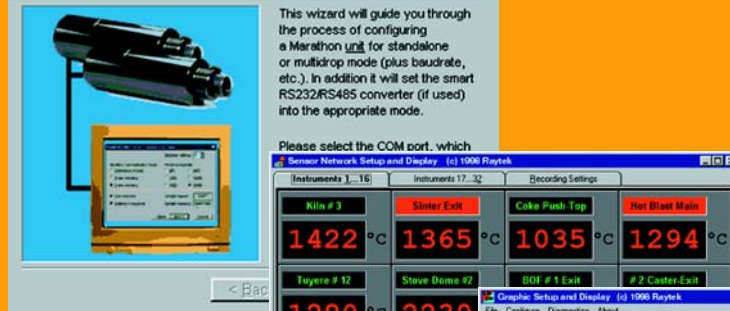 This wizard will guide you through
the process of configuring
a Marathon unit for standalone
or multidrop mode (plus baudrate,
etc.). In addition it will set the smart
RS232/RS485 converter (if used)
into the appropriate mode.
Please select the COM port, which
< Bac
Sensor Network Setup and Display (c) 1996 Raytek
Instruments 1...16
Instruments 17...32
Recording Settings
Kiln # 3
Sinter Exit
Coke Push-Top
Hot Blast Main
1422 °C
1365 °C
1035 °C
1294 °C
Tuyere # 12
Stove Dome #2
BOF # 1 Exit
# 2 Caster-Exit
Graphic Setup and Display (c) 1996 Raytek
File Configure Diagnostics About